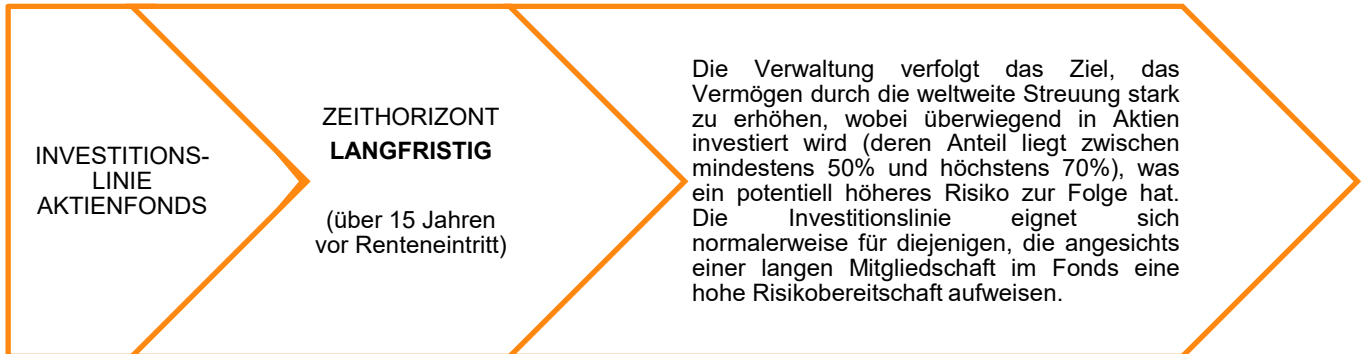 INVESTITIONS-
LINIE
AKTIENFONDS
ZEITHORIZONT
LANGFRISTIG
(über 15 Jahren
vor Renteneintritt)
Die Verwaltung verfolgt das Ziel, das
Vermögen durch die weltweite Streuung stark
zu erhöhen, wobei überwiegend in Aktien
investiert wird (deren Anteil liegt zwischen
mindestens 50% und höchstens 70%), was
ein potentiell höheres Risiko zur Folge hat.
Die Investitionslinie eignet sich
normalerweise für diejenigen, die angesichts
einer langen Mitgliedschaft im Fonds eine
hohe Risikobereitschaft aufweisen.